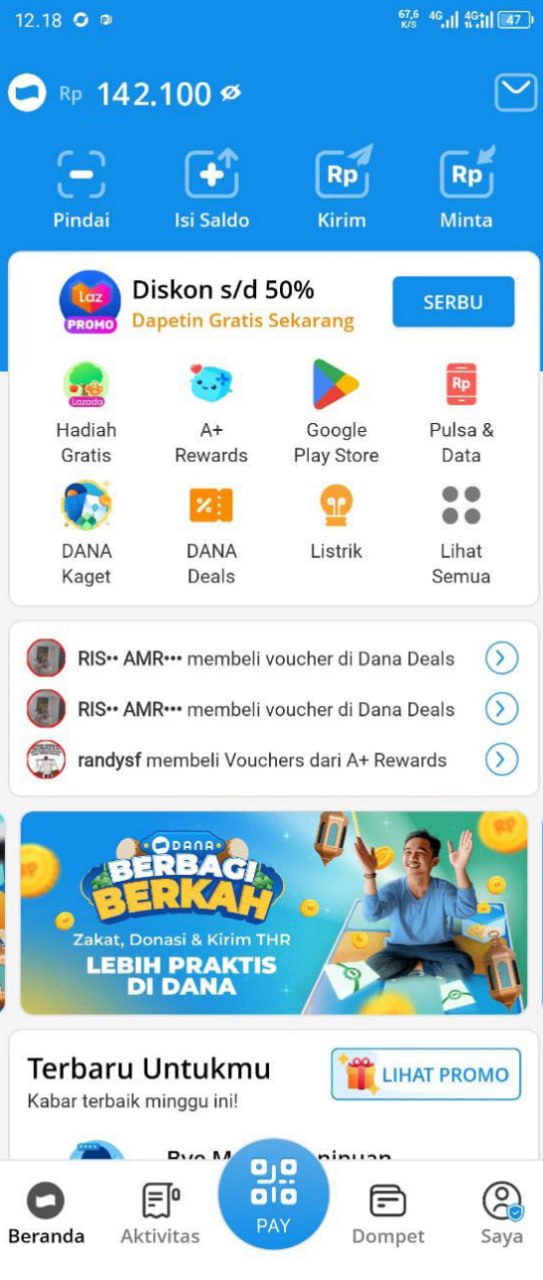 12.18
67,6 K/S 4G 4G+ 47
Rp 142.100
Pindai
Isi Saldo
Rp
Kirim
Rp
Minta
Laz
PROMO
Diskon s/d 50%
Dapetin Gratis Sekarang
SERBU
Lazada
Hadiah
Gratis
A+
Rewards
Google
Play Store
Rp
Pulsa &
Data
DANA
Kaget
DANA
Deals
Listrik
Lihat
Semua
RIS•• AMR••• membeli voucher di Dana Deals
RIS•• AMR••• membeli voucher di Dana Deals
randysf membeli Vouchers dari A+ Rewards
DANA
BERBAGI
BERKAH
Zakat, Donasi & Kirim THR
LEBIH PRAKTIS
DI DANA
Terbaru Untukmu
Kabar terbaik minggu ini!
LIHAT PROMO
Beranda
Aktivitas
PAY
Dompet
Saya